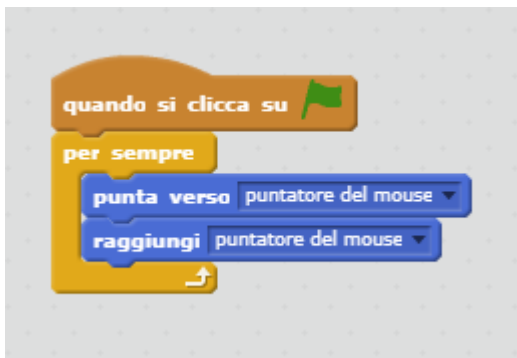 quando si clicca su
per sempre
punta verso puntatore del mouse
raggiungi puntatore del mouse